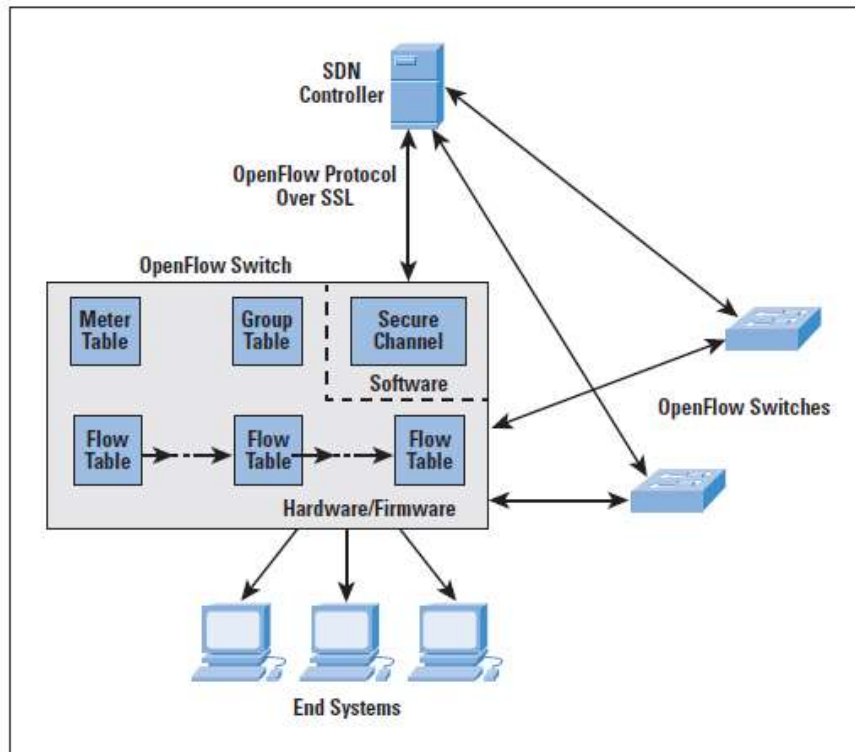 SDN
Controller
OpenFlow Protocol
Over SSL
OpenFlow Switch
Meter
Table
Group
Table
Secure
Channel
Software
OpenFlow Switches
Flow
Table
Flow
Table
Flow
Table
Hardware/Firmware
End Systems